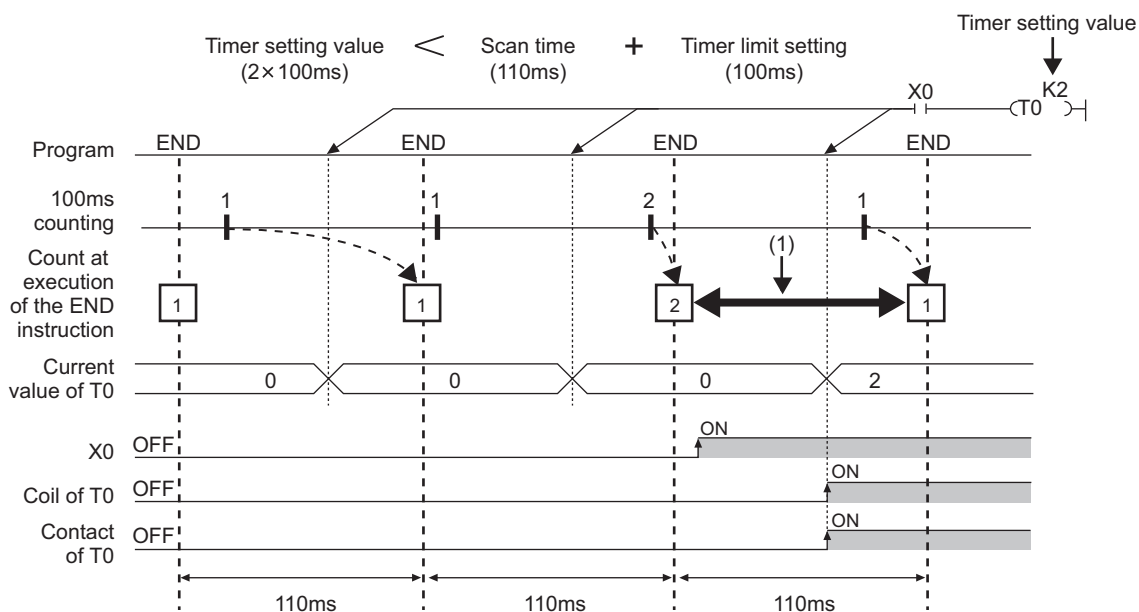 Timer setting value
Timer setting value < Scan time + Timer limit setting
(2×100ms) (110ms) (100ms)
X0 K2
T0
Program END END END END
100ms counting 1 1 2 1
(1)
Count at
execution
of the END
instruction
1 1 2 1
Current
value of T0
0 0 0 2
X0 OFF ON
Coil of T0 OFF ON
Contact
of T0
OFF ON
110ms 110ms 110ms